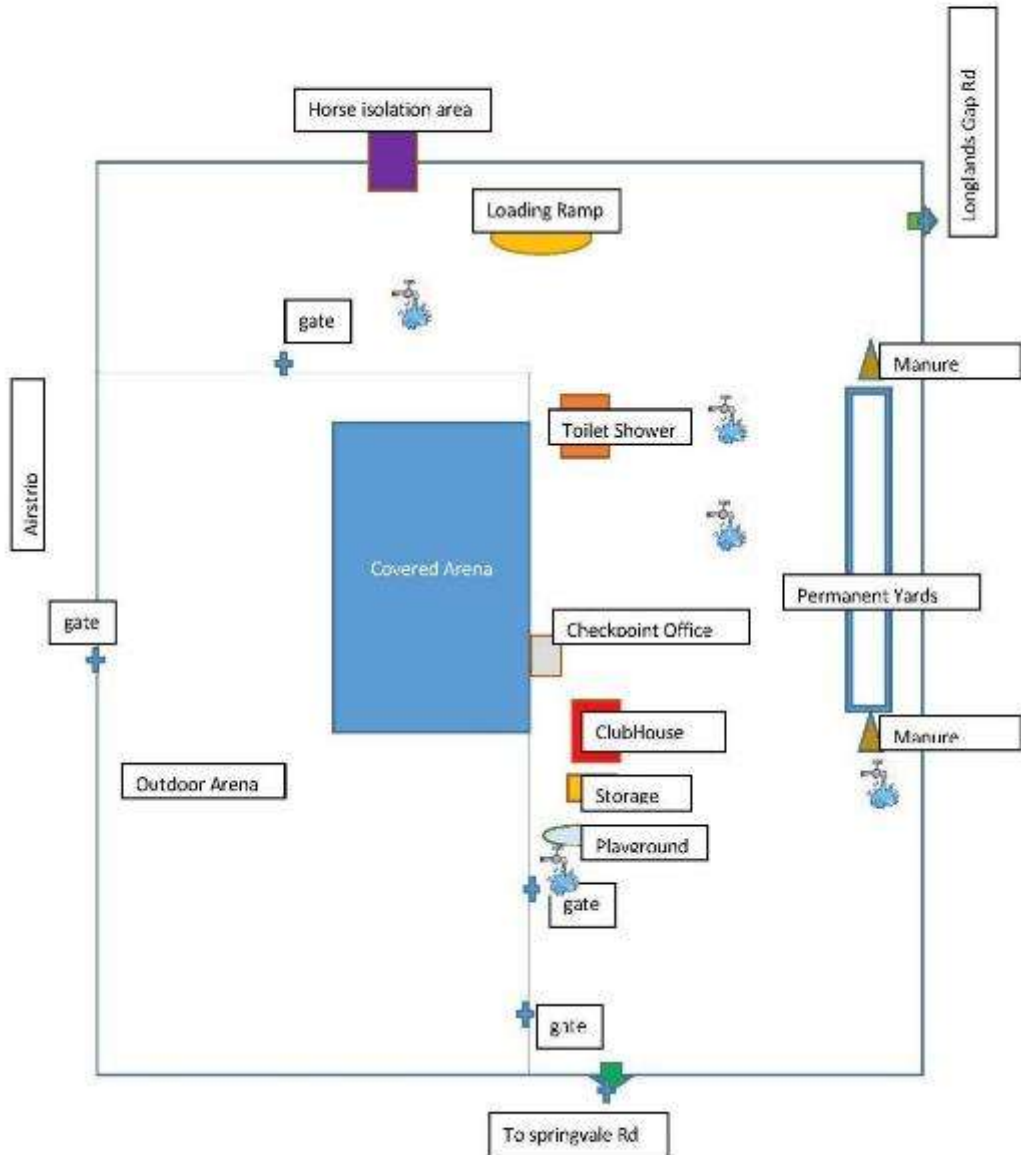 Longlands Gap Rd
Horse isolation area
Loading Ramp
gate
Manure
Airstrip
Toilet Shower
Covered Arena
Permanent Yards
gate
Checkpoint Office
ClubHouse
Manure
Outdoor Arena
Storage
Playground
gate
gate
To springvale Rd